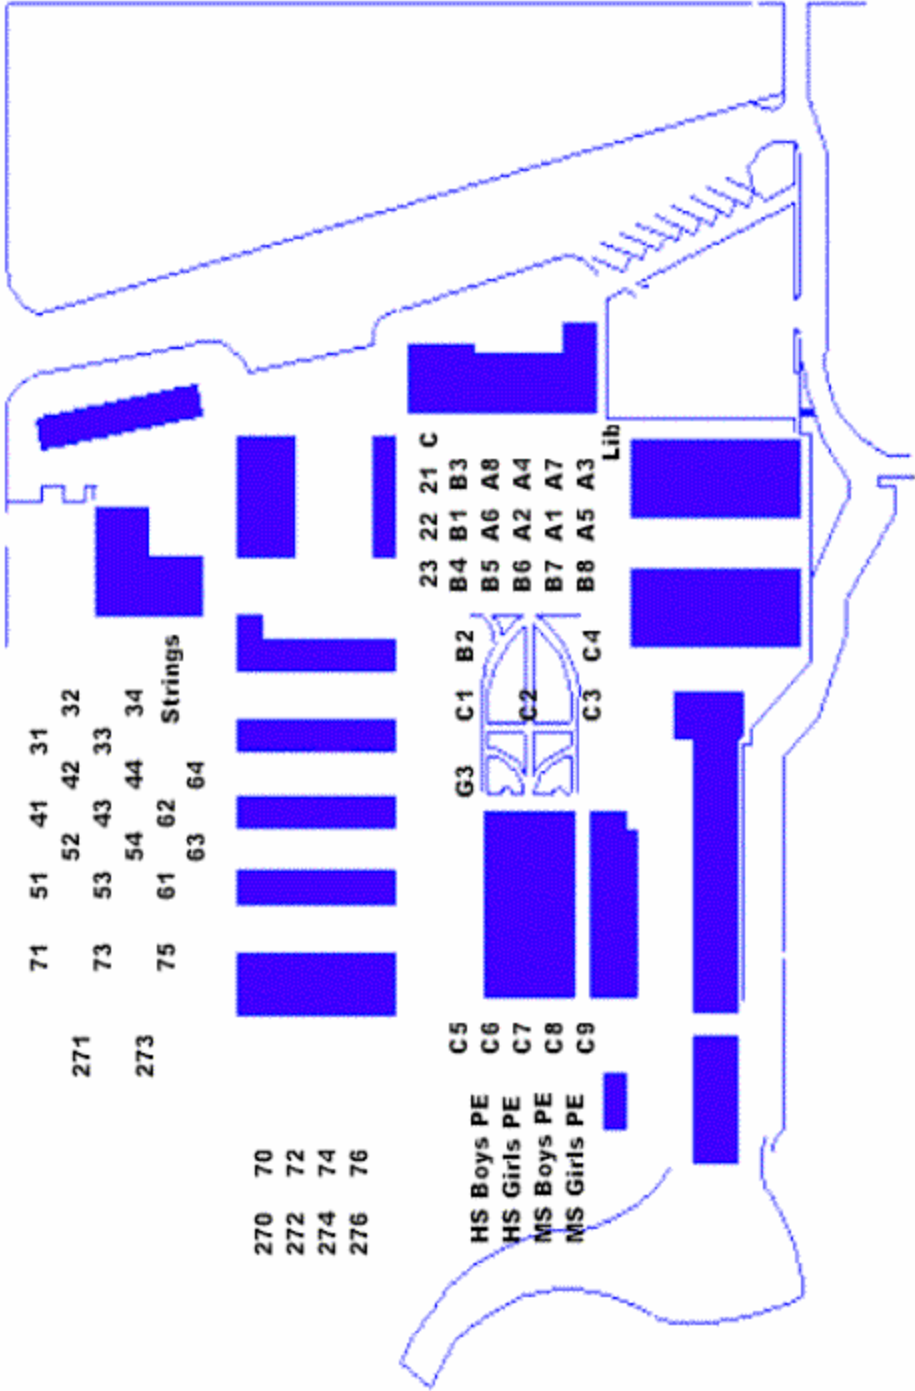 71 51 41 31
52 42 32
271
73 53 43 33
54 44 34
273
75 61 62 Strings
63 64
270 70
272 72
274 74
276 76
23 22 21 C
C5 G3 C1 B2 B4 B1 B3
HS Boys PE C6 B5 A6 A8
HS Girls PE C7 C2 B6 A2 A4
MS Boys PE C8 B7 A1 A7
MS Girls PE C9 C3 C4 B8 A5 A3
Lib